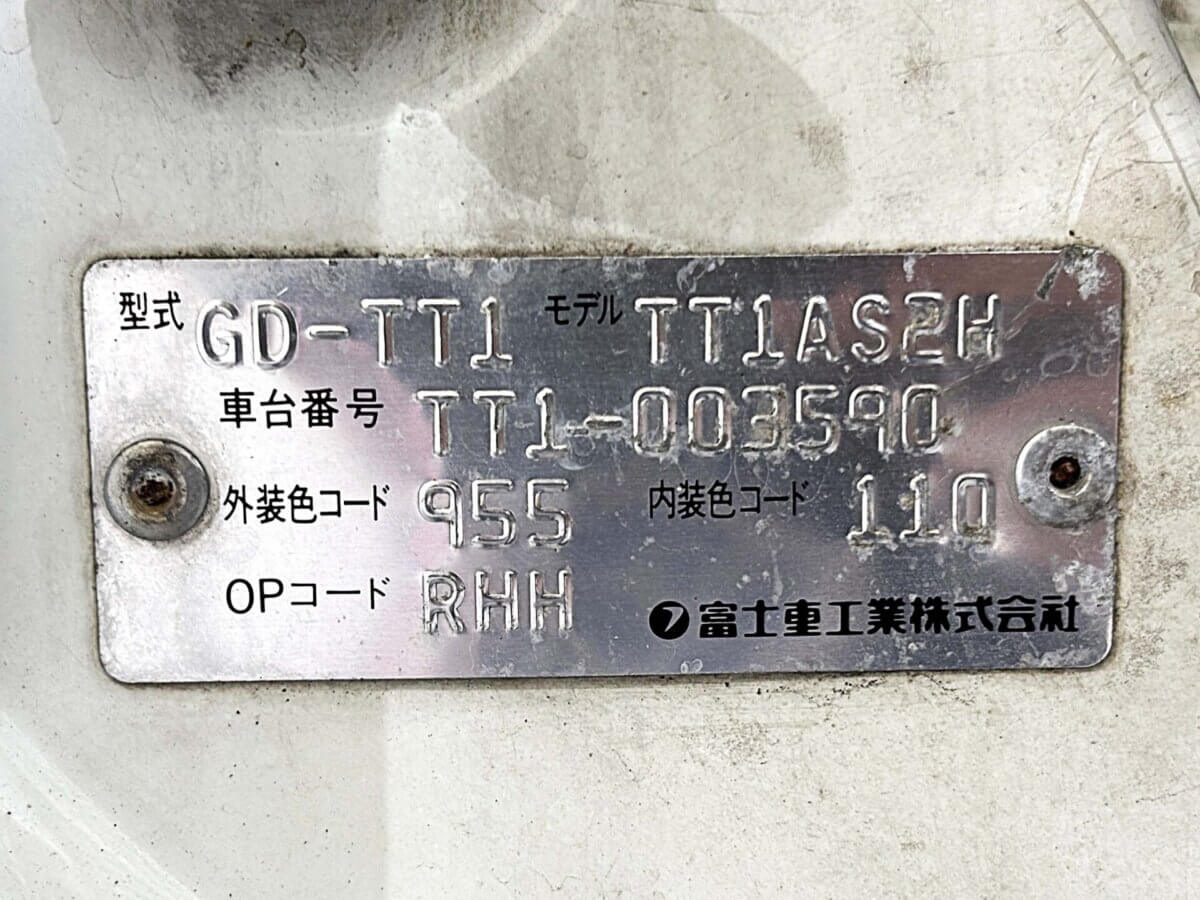 型式 GD-TT1 モデル TT1AS2H
車台番号 TT1-003590
外装色コード 955 内装色コード 110
OPコード RHH
富士重工業株式会社